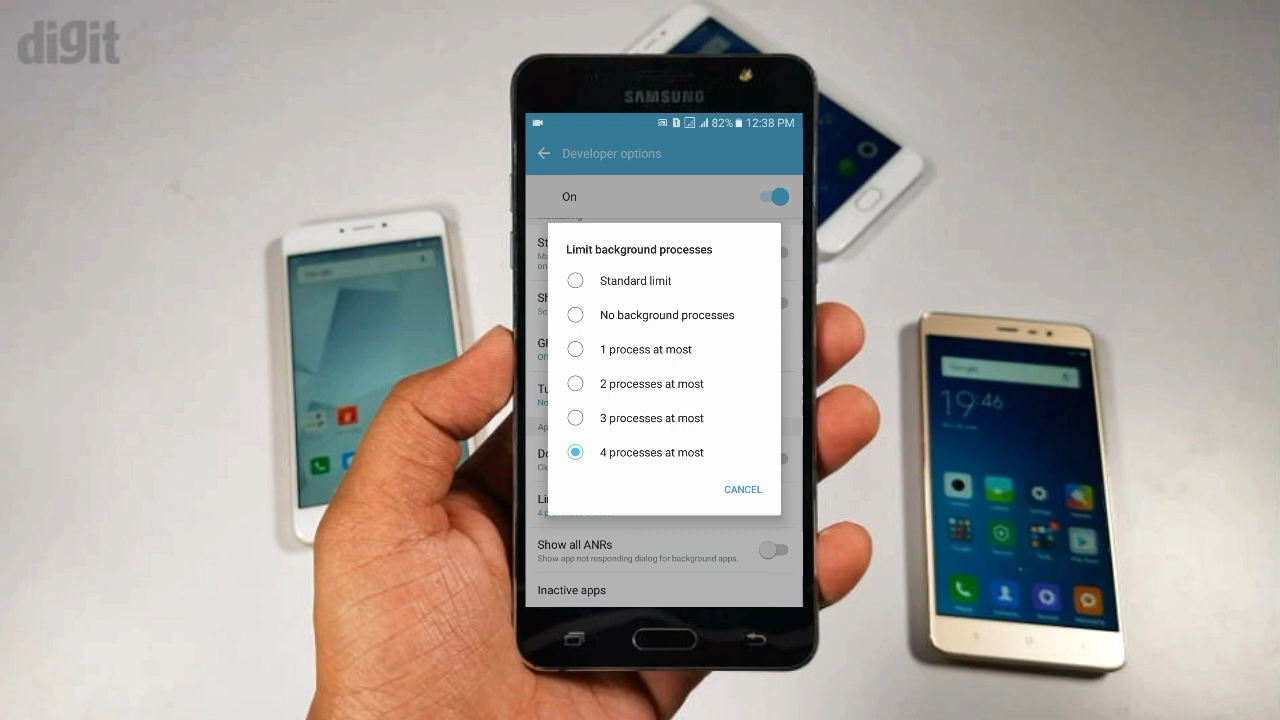 digit
SAMSUNG
82% 12:38 PM
Developer options
On
Limit background processes
Standard limit
No background processes
1 process at most
2 processes at most
3 processes at most
4 processes at most
CANCEL
Show all ANRs
Show app not responding dialog for background apps.
Inactive apps
Google
19:46